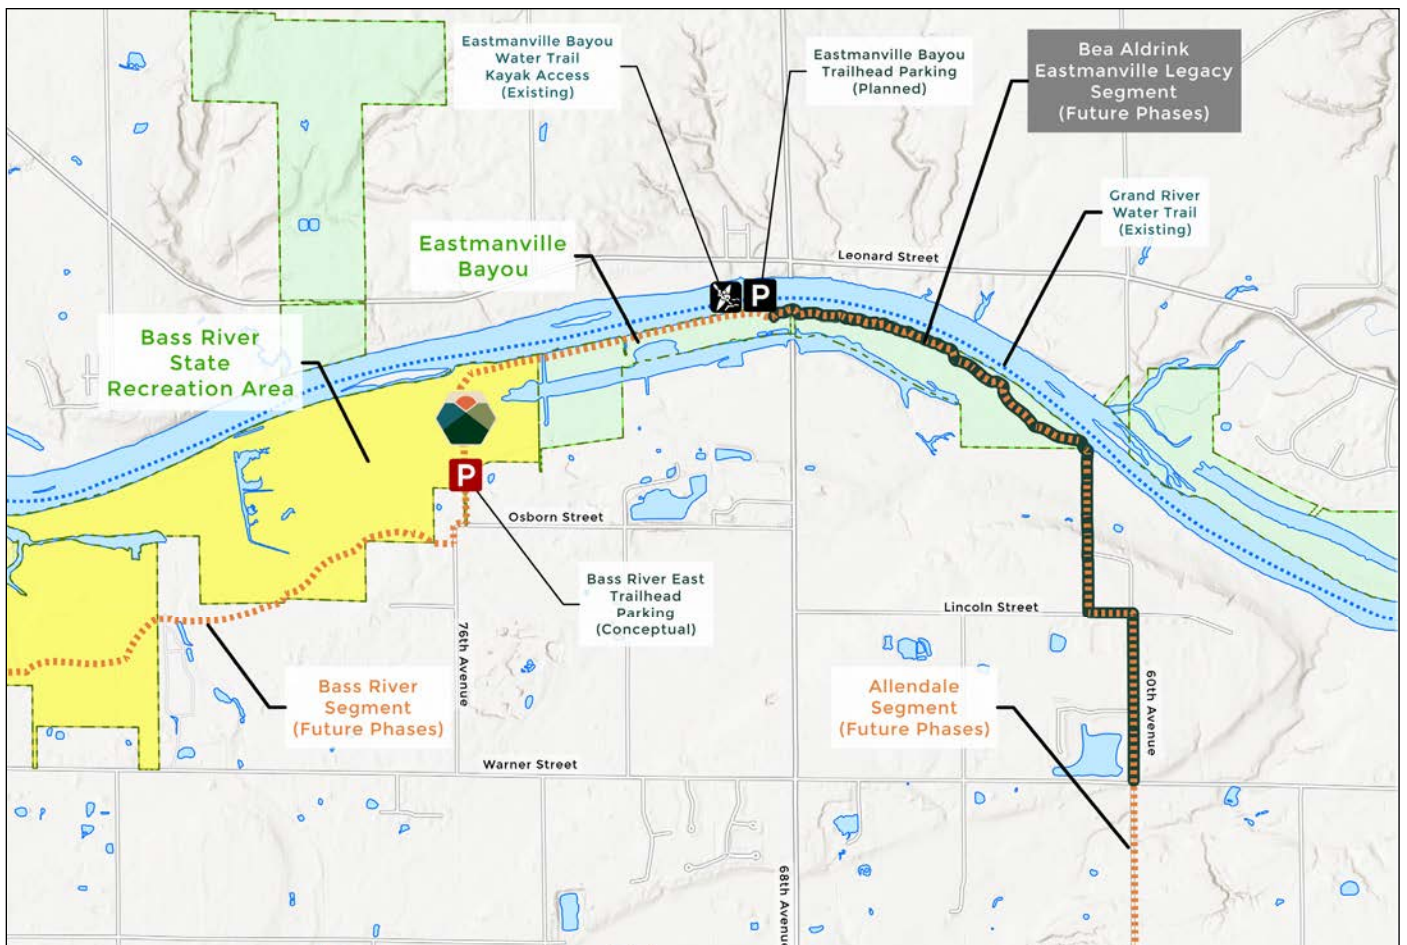 Eastmanville Bayou
Water Trail
Kayak Access
(Existing)
Eastmanville Bayou
Trailhead Parking
(Planned)
Bea Aldrink
Eastmanville Legacy
Segment
(Future Phases)
Grand River
Water Trail
(Existing)
Eastmanville
Bayou
Leonard Street
P
Bass River
State
Recreation Area
P
Osborn Street
Bass River East
Trailhead
Parking
(Conceptual)
Lincoln Street
76th Avenue
Bass River
Segment
(Future Phases)
Allendale
Segment
(Future Phases)
60th Avenue
Warner Street
68th Avenue